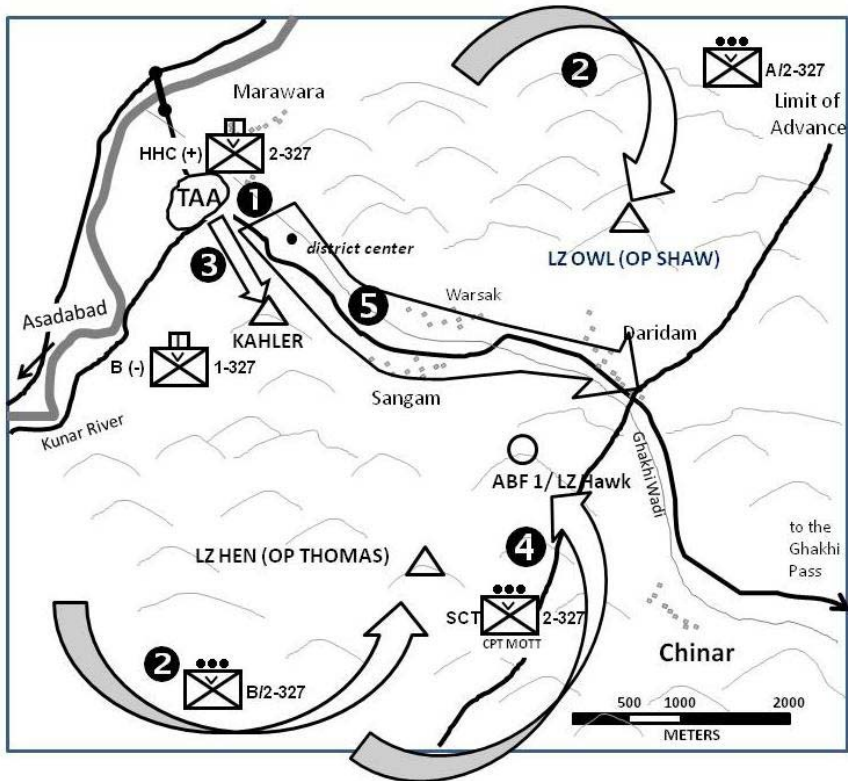 2
A/2-327
Limit of
Advance
Marawara
HHC (+) 2-327
TAA
1
district center
LZ OWL (OP SHAW)
3
5
Warsak
Asadabad
KAHLER
Daridam
B (-) 1-327
Sangam
Kunar River
Ghakhi Wadi
ABF 1/ LZ Hawk
LZ HEN (OP THOMAS)
4
to the
Ghakhi
Pass
SCT 2-327
CPT MOTT
2
B/2-327
Chinar
500 1000 2000
METERS